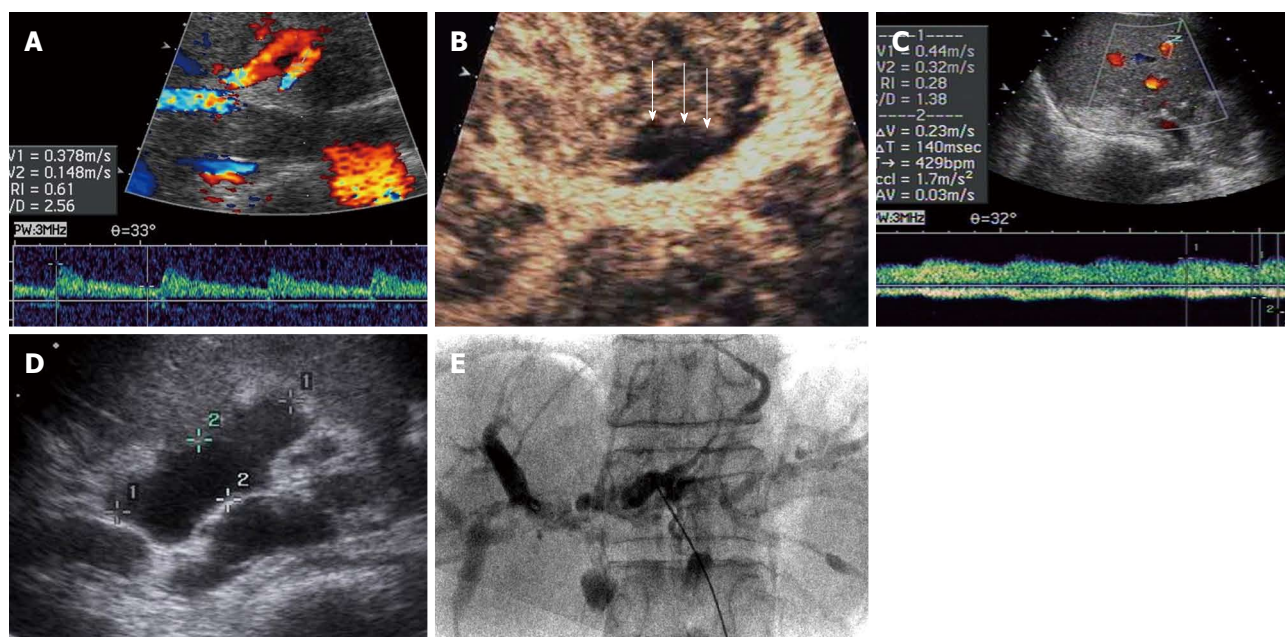 A
V1 = 0.378m/s
V2 = 0.148m/s
RI = 0.61
/D = 2.56
PW:3MHz
θ=33°
B
C
----1----
V1 = 0.44m/s
V2 = 0.32m/s
RI = 0.28
/D = 1.38
----2----
△V = 0.23m/s
△T = 140msec
T→ = 429bpm
ccl = 1.7m/s²
AV = 0.03m/s
PW:3MHz
θ=32°
1
1
2
D
1
2
1
2
E